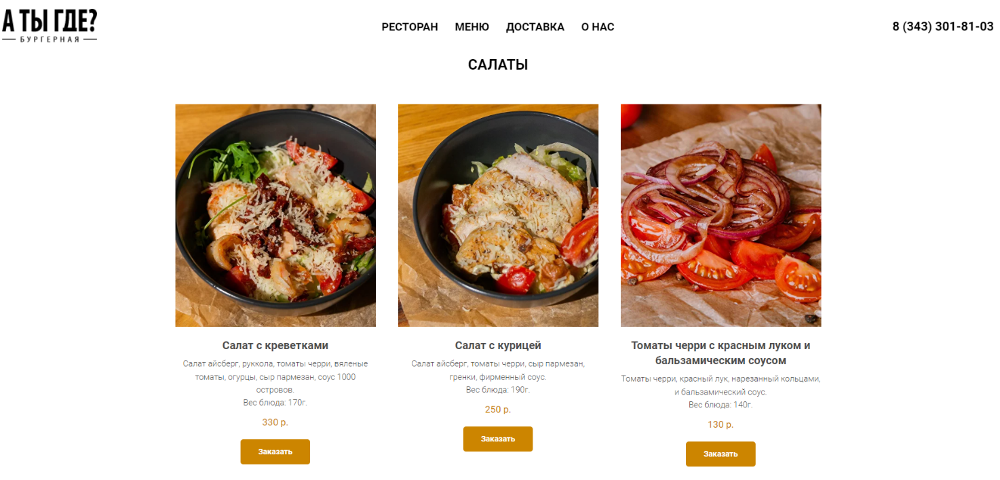 А ТЫ ГДЕ?
БУРГЕРНАЯ
РЕСТОРАН МЕНЮ ДОСТАВКА О НАС
8 (343) 301-81-03
САЛАТЫ
Салат с креветками
Салат айсберг, руккола, томаты черри, вяленые
томаты, огурцы, сыр пармезан, соус 1000
островов.
Вес блюда: 170г.
330 р.
Заказать
Салат с курицей
Салат айсберг, томаты черри, сыр пармезан,
гренки, фирменный соус.
Вес блюда: 190г.
250 р.
Заказать
Томаты черри с красным луком и
бальзамическим соусом
Томаты черри, красный лук, нарезанный кольцами,
и бальзамический соус.
Вес блюда: 140г.
130 р.
Заказать